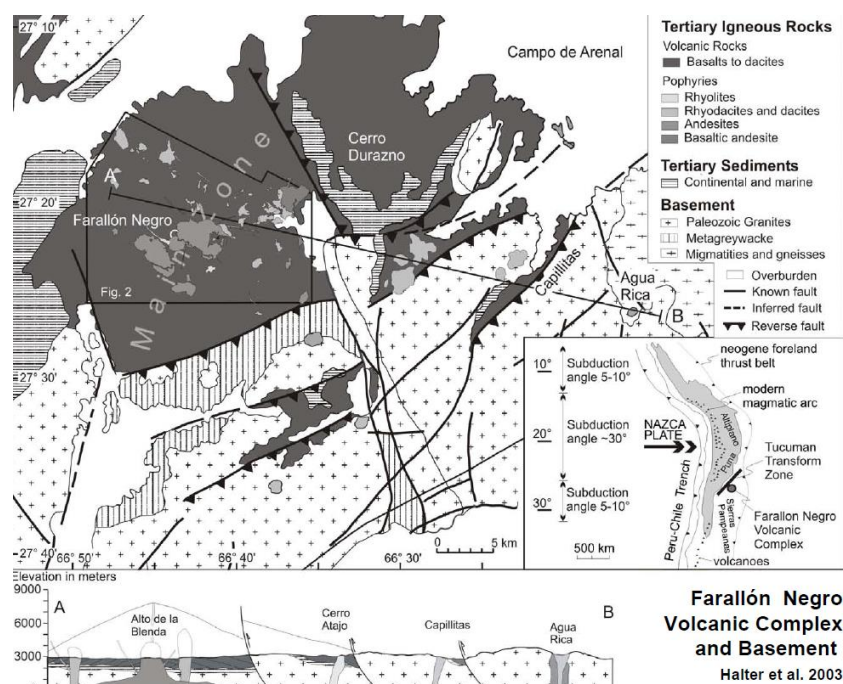 27° 10'
27° 20'
27° 30'
27° 40'
66° 50'
66° 40'
66° 30'
Campo de Arenal
Cerro
Durazno
A
Main Zone
Farallón Negro
Fig. 2
Capillitas
Agua
Rica
B
0 5 km
Tertiary Igneous Rocks
Volcanic Rocks
Basalts to dacites
Pophyries
Rhyolites
Rhyodacites and dacites
Andesites
Basaltic andesite
Tertiary Sediments
Continental and marine
Basement
Paleozoic Granites
Metagreywacke
Migmatities and gneisses
Overburden
Known fault
Inferred fault
Reverse fault
10°
20°
30°
Subduction
angle 5-10°
Subduction
angle ~30°
Subduction
angle 5-10°
500 km
NAZCA
PLATE
Peru-Chile Trench
Altiplano
Puna
Sierras
Pampeanas
neogene foreland
thrust belt
modern
magmatic arc
Tucuman
Transform
Zone
Farallon Negro
Volcanic
Complex
volcanoes
Elevation in meters
9000
6000
3000
A
Alto de la
Blenda
Cerro
Atajo
Capillitas
Agua
Rica
B
Farallón Negro
Volcanic Complex
and Basement
Halter et al. 2003